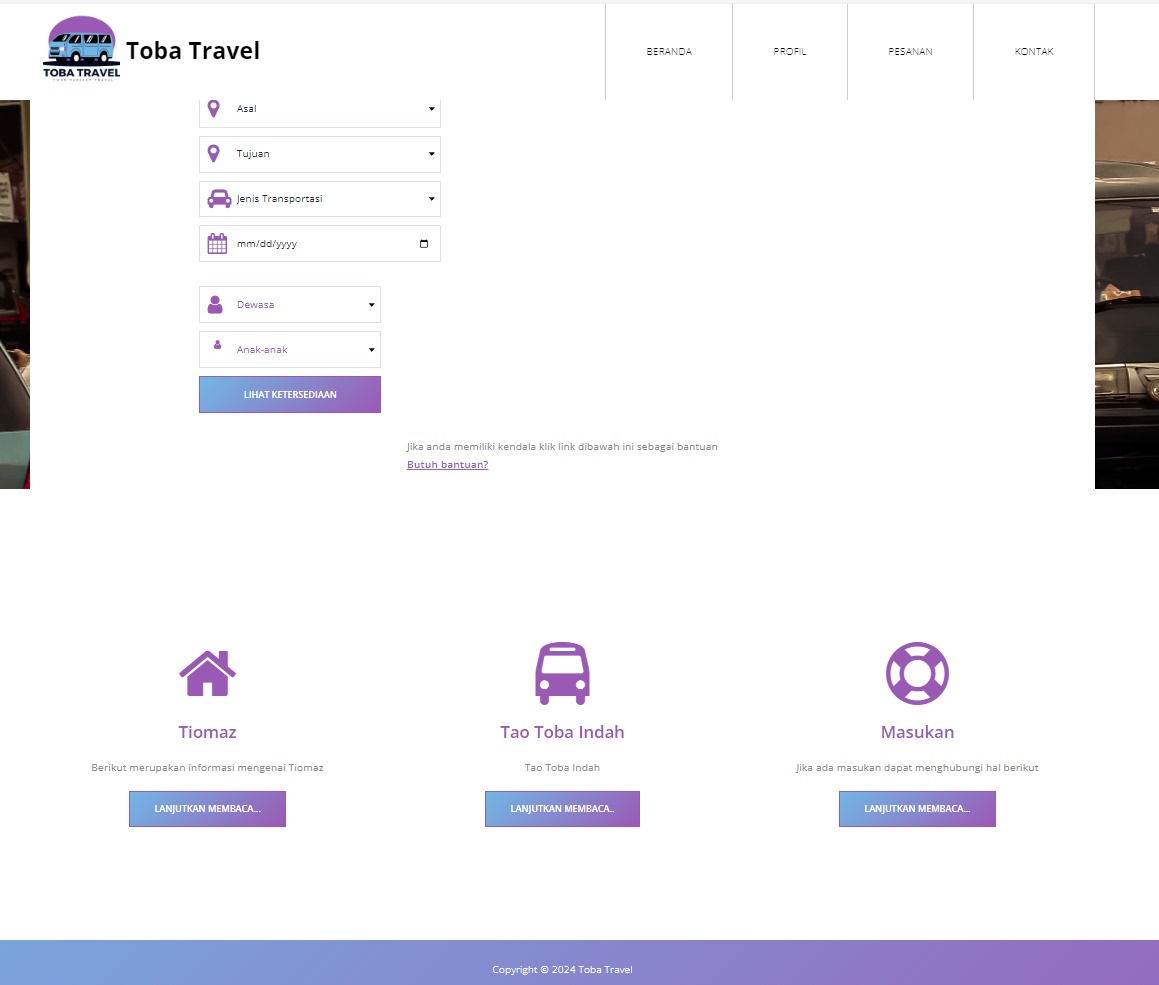 TOBA TRAVEL
Toba Travel
BERANDA
PROFIL
PESANAN
KONTAK
Asal
Tujuan
Jenis Transportasi
mm/dd/yyyy
Dewasa
Anak-anak
LIHAT KETERSEDIAAN
Jika anda memiliki kendala klik link dibawah ini sebagai bantuan
Butuh bantuan?
Tiomaz
Berikut merupakan informasi mengenai Tiomaz
LANJUTKAN MEMBACA...
Tao Toba Indah
Tao Toba Indah
LANJUTKAN MEMBACA..
Masukan
Jika ada masukan dapat menghubungi hal berikut
LANJUTKAN MEMBACA...
Copyright © 2024 Toba Travel